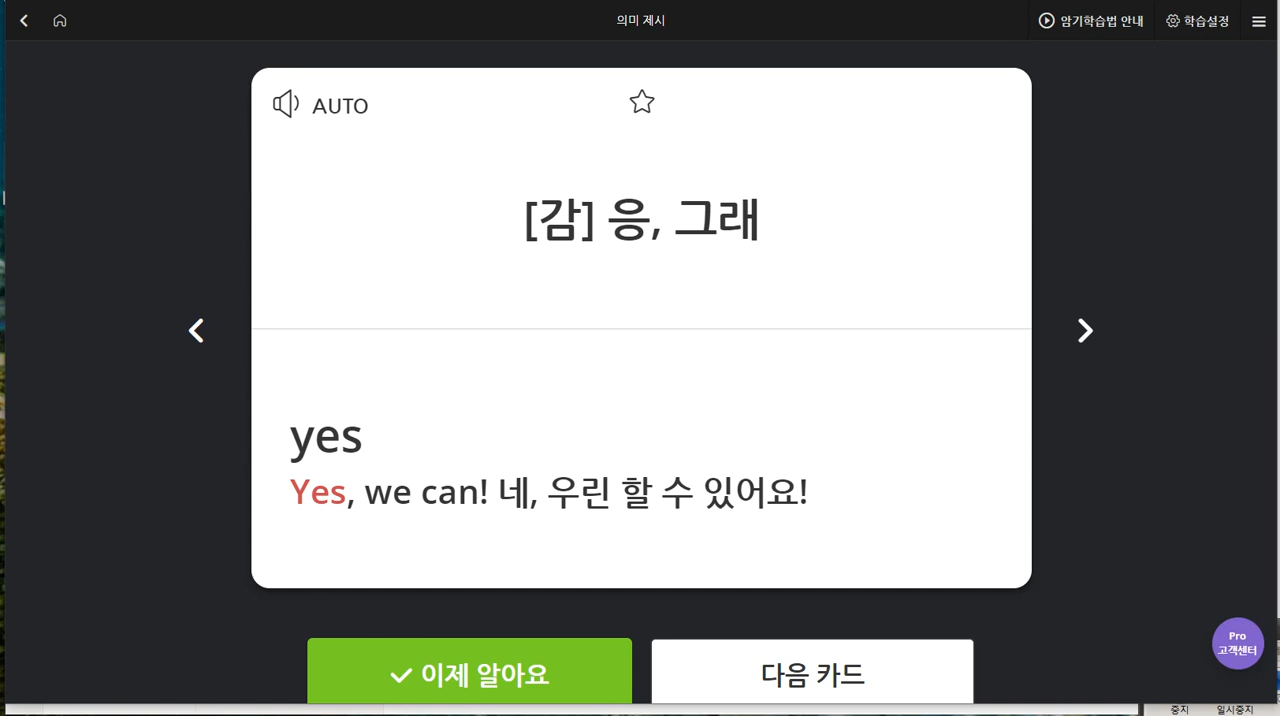 의미 제시
암기학습법 안내
학습설정
AUTO
[감] 응, 그래
yes
Yes, we can! 네, 우린 할 수 있어요!
이제 알아요
다음 카드
Pro
고객센터
중지
일시중지